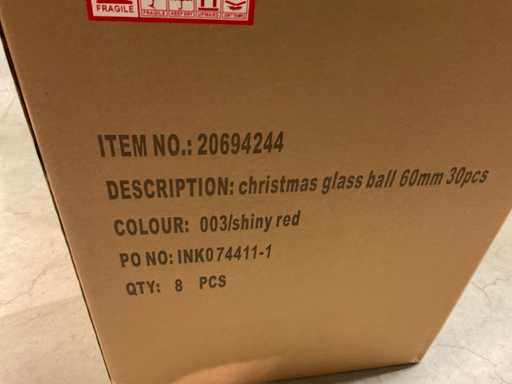 FRAGILE
ITEM NO.: 20694244
DESCRIPTION: christmas glass ball 60mm 30pcs
COLOUR: 003/shiny red
PO NO: INK074411-1
QTY: 8 PCS